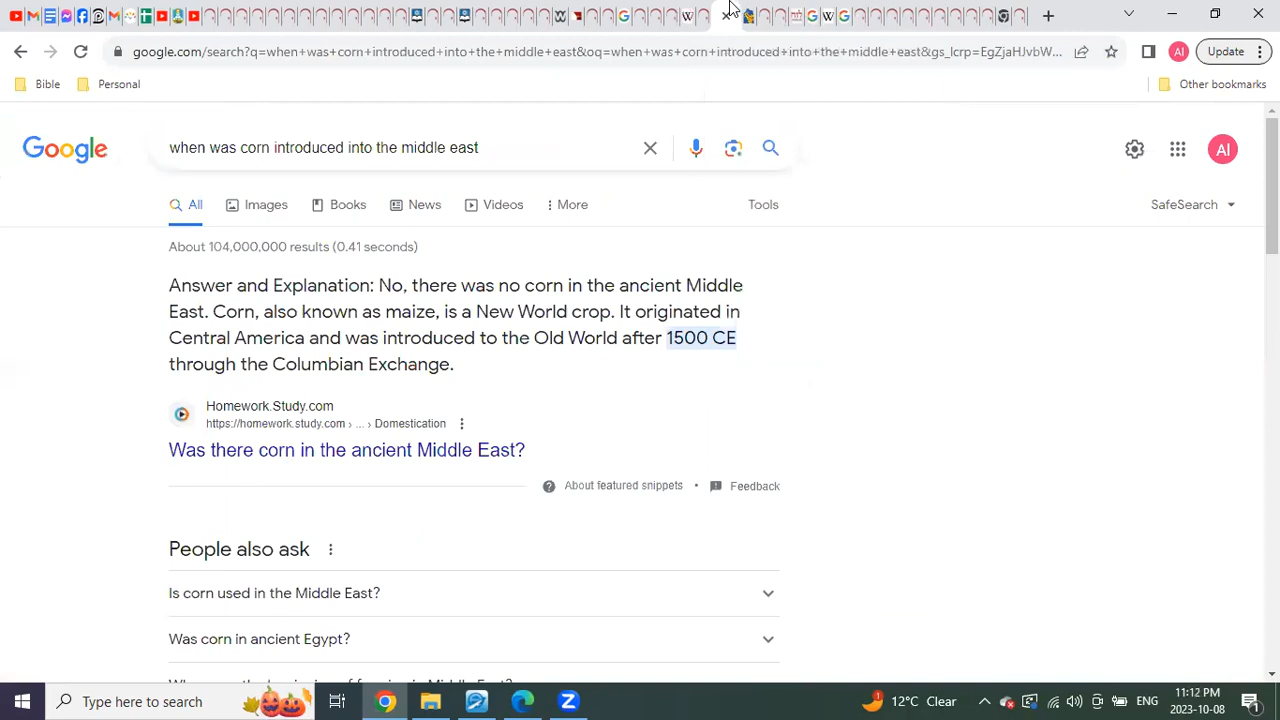 google.com/search?q=when+was+corn+introduced+into+the+middle+east&oq=when+was+corn+introduced+into+the+middle+east&gs_lcrp=EgZjaHJvbW...
AI
Update
Bible
Personal
Other bookmarks
Google
when was corn introduced into the middle east
AI
All
Images
Books
News
Videos
More
Tools
SafeSearch
About 104,000,000 results (0.41 seconds)
Answer and Explanation: No, there was no corn in the ancient Middle
East. Corn, also known as maize, is a New World crop. It originated in
Central America and was introduced to the Old World after 1500 CE
through the Columbian Exchange.
Homework.Study.com
https://homework.study.com › ... › Domestication
Was there corn in the ancient Middle East?
About featured snippets • Feedback
People also ask
Is corn used in the Middle East?
Was corn in ancient Egypt?
Type here to search
12°C Clear
ENG
11:12 PM
2023-10-08
1